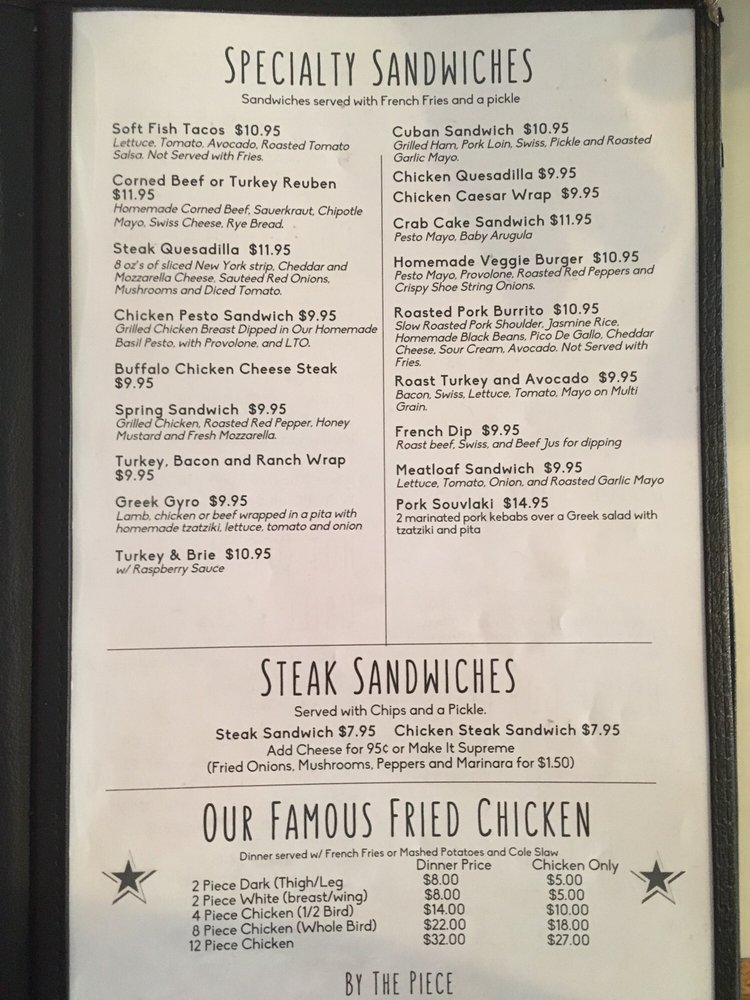 SPECIALTY SANDWICHES
Sandwiches served with French Fries and a pickle
Soft Fish Tacos $10.95
Lettuce, Tomato, Avocado, Roasted Tomato
Salsa. Not Served with Fries.
Corned Beef or Turkey Reuben
$11.95
Homemade Corned Beef, Sauerkraut, Chipotle
Mayo, Swiss Cheese, Rye Bread.
Steak Quesadilla $11.95
8 oz's of sliced New York strip, Cheddar and
Mozzarella Cheese, Sauteed Red Onions,
Mushrooms and Diced Tomato.
Chicken Pesto Sandwich $9.95
Grilled Chicken Breast Dipped in Our Homemade
Basil Pesto, with Provolone, and LTO.
Buffalo Chicken Cheese Steak
$9.95
Spring Sandwich $9.95
Grilled Chicken, Roasted Red Pepper, Honey
Mustard and Fresh Mozzarella.
Turkey, Bacon and Ranch Wrap
$9.95
Greek Gyro $9.95
Lamb, chicken or beef wrapped in a pita with
homemade tzatziki, lettuce, tomato and onion
Turkey & Brie $10.95
w/ Raspberry Sauce
Cuban Sandwich $10.95
Grilled Ham, Pork Loin, Swiss, Pickle and Roasted
Garlic Mayo.
Chicken Quesadilla $9.95
Chicken Caesar Wrap $9.95
Crab Cake Sandwich $11.95
Pesto Mayo, Baby Arugula
Homemade Veggie Burger $10.95
Pesto Mayo, Provolone, Roasted Red Peppers and
Crispy Shoe String Onions.
Roasted Pork Burrito $10.95
Slow Roasted Pork Shoulder, Jasmine Rice,
Homemade Black Beans, Pico De Gallo, Cheddar
Cheese, Sour Cream, Avocado. Not Served with
Fries.
Roast Turkey and Avocado $9.95
Bacon, Swiss, Lettuce, Tomato, Mayo on Multi
Grain.
French Dip $9.95
Roast beef, Swiss, and Beef Jus for dipping
Meatloaf Sandwich $9.95
Lettuce, Tomato, Onion, and Roasted Garlic Mayo
Pork Souvlaki $14.95
2 marinated pork kebabs over a Greek salad with
tzatziki and pita
STEAK SANDWICHES
Served with Chips and a Pickle.
Steak Sandwich $7.95 Chicken Steak Sandwich $7.95
Add Cheese for 95¢ or Make It Supreme
(Fried Onions, Mushrooms, Peppers and Marinara for $1.50)
OUR FAMOUS FRIED CHICKEN
Dinner served w/ French Fries or Mashed Potatoes and Cole Slaw
Dinner Price Chicken Only
2 Piece Dark (Thigh/Leg $8.00 $5.00
2 Piece White (breast/wing) $8.00 $5.00
4 Piece Chicken (1/2 Bird) $14.00 $10.00
8 Piece Chicken (Whole Bird) $22.00 $18.00
12 Piece Chicken $32.00 $27.00
BY THE PIECE